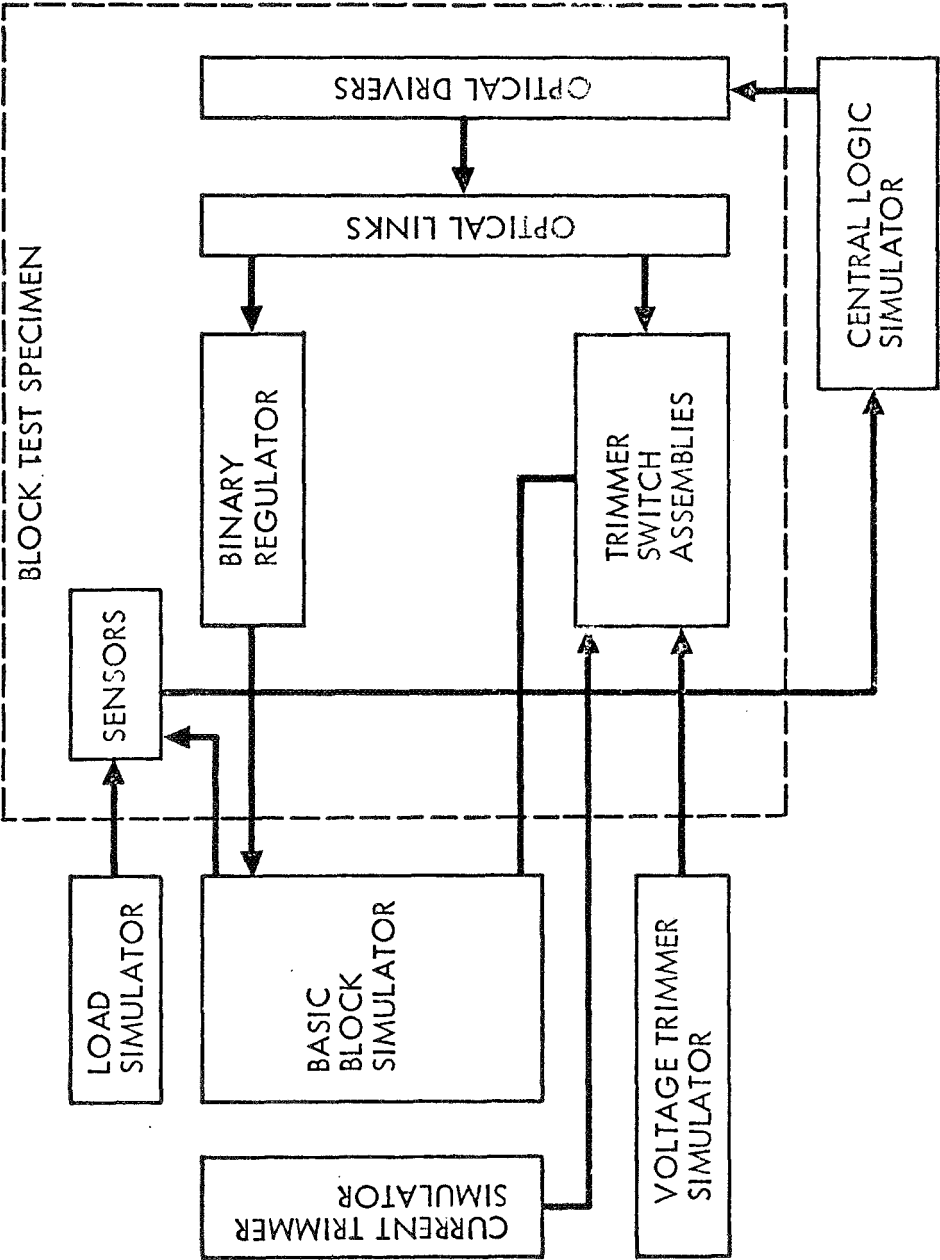 BLOCK TEST SPECIMEN
LOAD
SIMULATOR
SENSORS
CURRENT TRIMMER
SIMULATOR
BASIC
BLOCK
SIMULATOR
BINARY
REGULATOR
OPTICAL LINKS
OPTICAL DRIVERS
TRIMMER
SWITCH
ASSEMBLIES
VOLTAGE TRIMMER
SIMULATOR
CENTRAL LOGIC
SIMULATOR